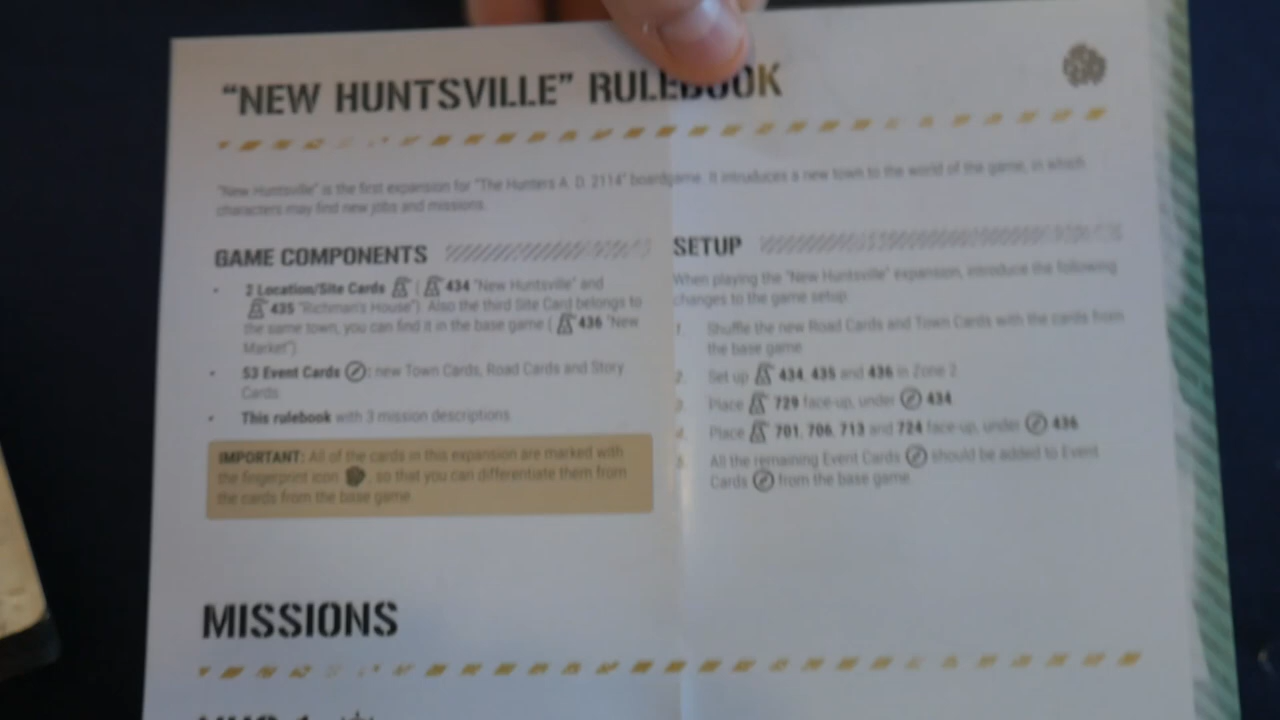 "NEW HUNTSVILLE" RULEBOOK
"New Huntsville" is the first expansion for "The Hunters A. D. 2114" boardgame. It introduces a new town to the world of the game, in which
characters may find new jobs and missions.
GAME COMPONENTS
• 2 Location/Site Cards ( 434 "New Huntsville" and
435 "Richman's House"). Also the third Site Card belongs to
the same town, you can find it in the base game ( 436 "New
Market")
• 53 Event Cards : new Town Cards, Road Cards and Story
Cards
• This rulebook with 3 mission descriptions
IMPORTANT: All of the cards in this expansion are marked with
the fingerprint icon , so that you can differentiate them from
the cards from the base game
SETUP
When playing the "New Huntsville" expansion, introduce the following
changes to the game setup
1. Shuffle the new Road Cards and Town Cards with the cards from
the base game
2. Set up 434, 435 and 436 in Zone 2
3. Place 729 face-up, under 434
4. Place 701, 706, 713 and 724 face-up, under 436
5. All the remaining Event Cards should be added to Event
Cards from the base game.
MISSIONS